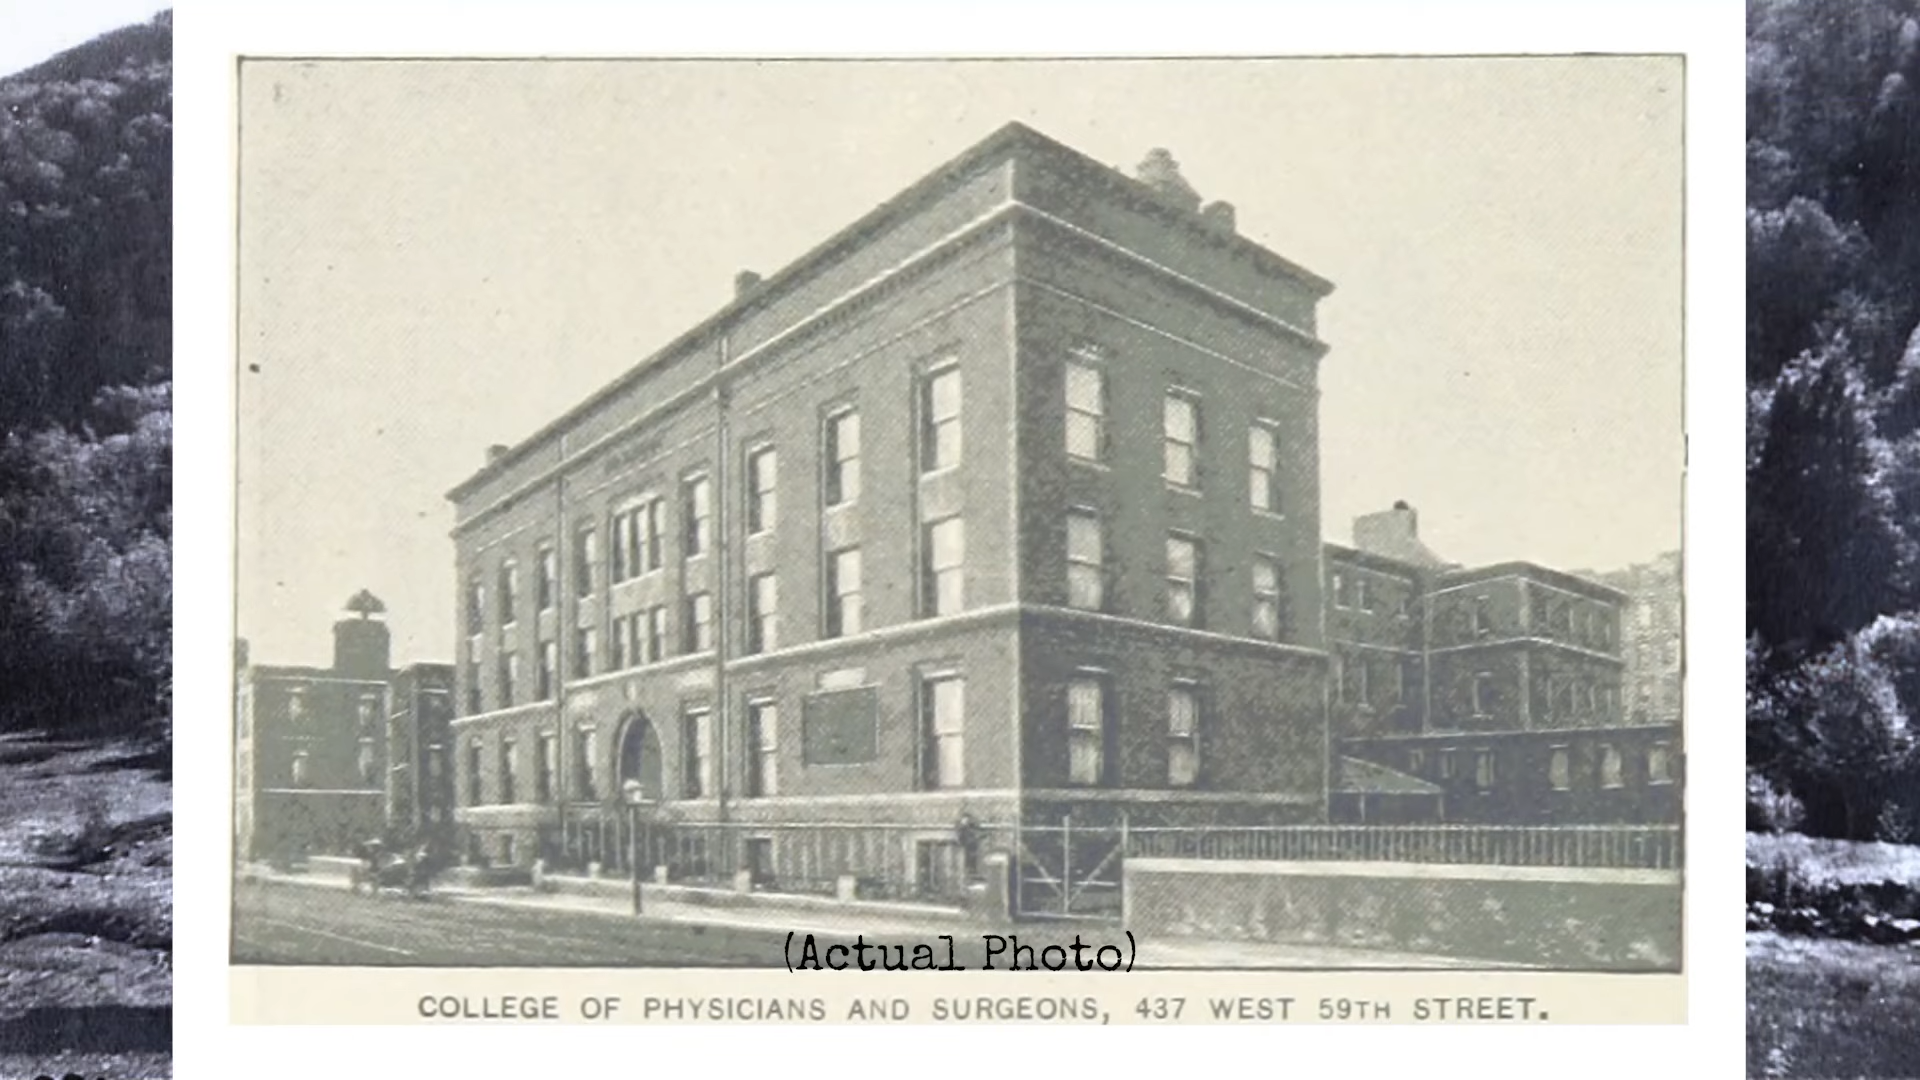 (Actual Photo)
COLLEGE OF PHYSICIANS AND SURGEONS, 437 WEST 59TH STREET.